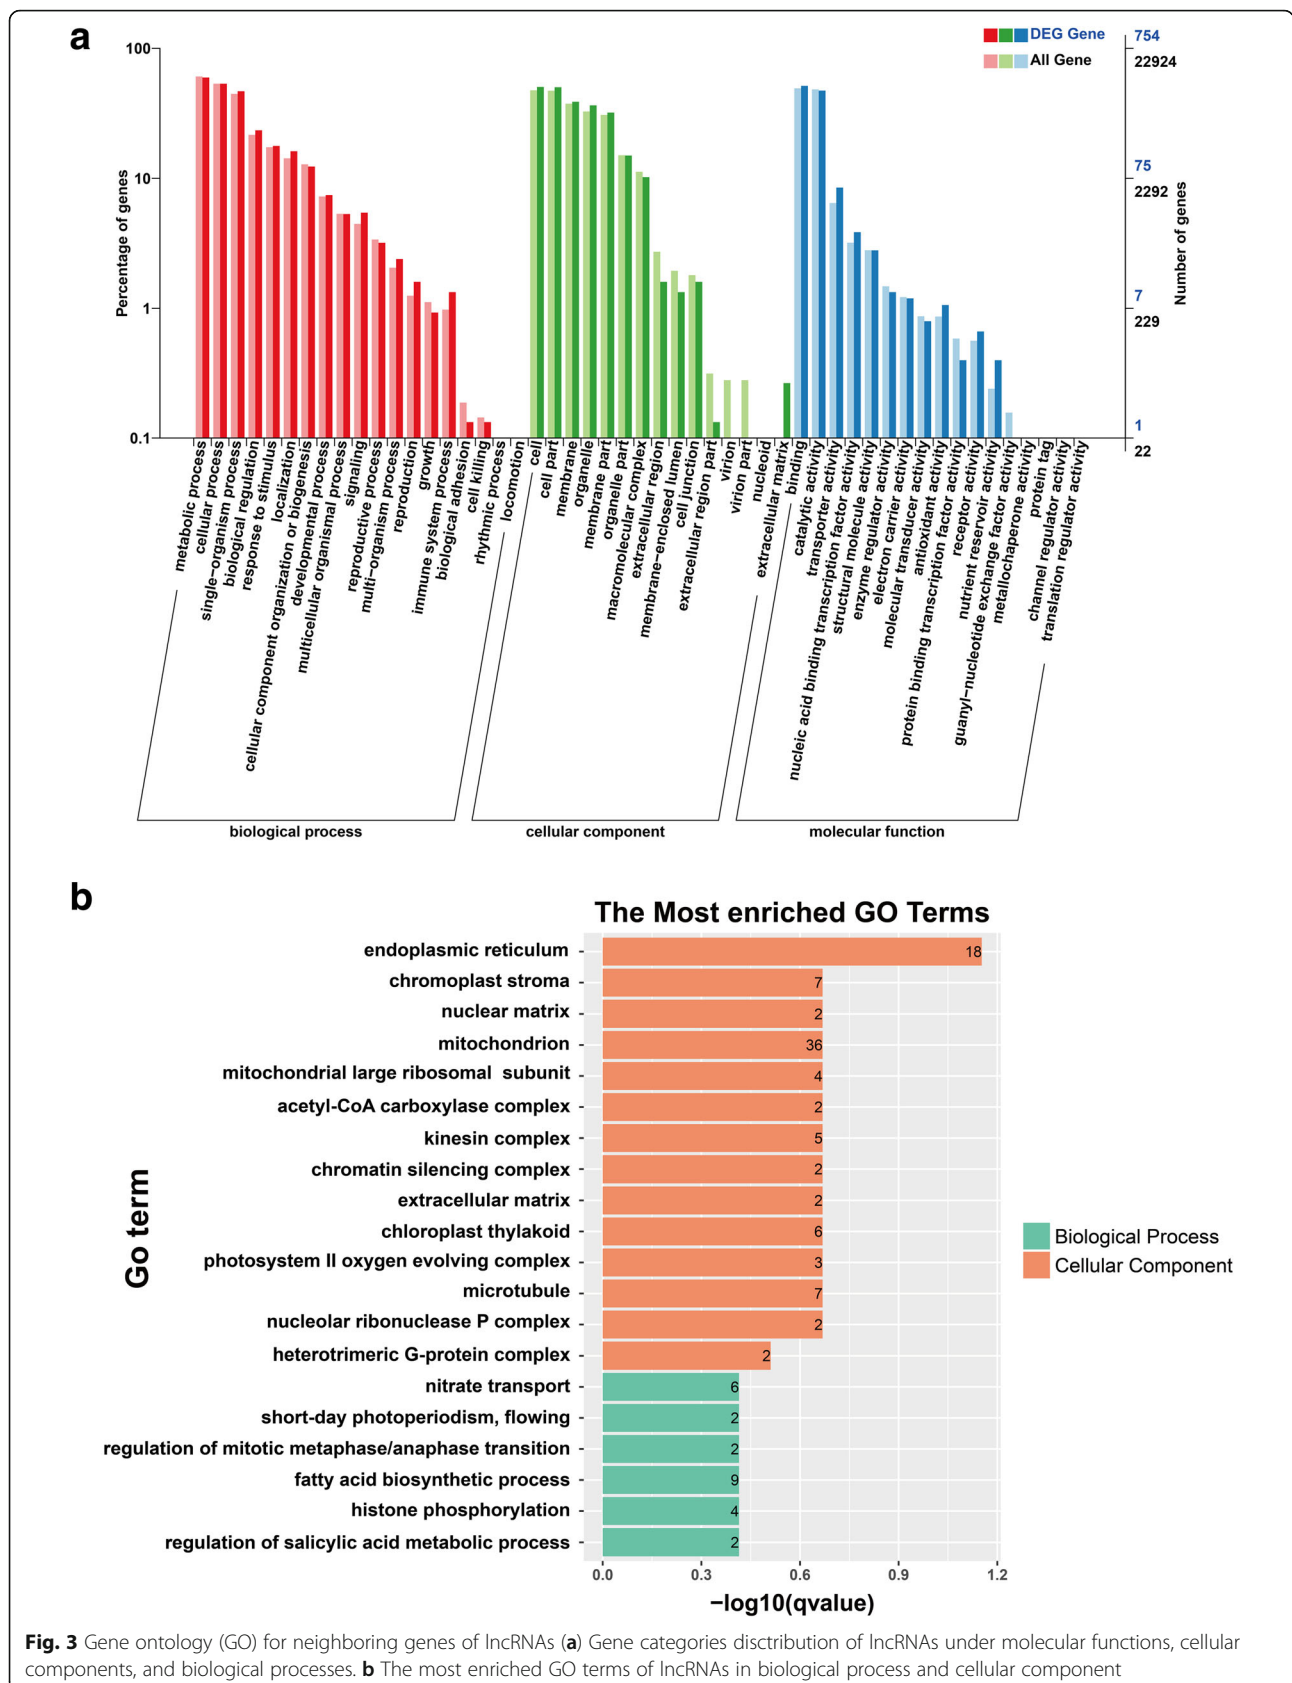 a
DEG Gene
All Gene
754
22924
75
2292
7
229
1
22
Number of genes
100
10
1
0.1
Percentage of genes
metabolic process
cellular process
single−organism process
biological regulation
response to stimulus
localization
cellular component organization or biogenesis
developmental process
multicellular organismal process
signaling
reproductive process
multi−organism process
reproduction
growth
immune system process
biological adhesion
cell killing
rhythmic process
locomotion
cell
cell part
membrane
organelle
membrane part
organelle part
macromolecular complex
extracellular region
membrane−enclosed lumen
cell junction
extracellular region part
virion
virion part
nucleoid
extracellular matrix
binding
catalytic activity
transporter activity
nucleic acid binding transcription factor activity
structural molecule activity
enzyme regulator activity
electron carrier activity
molecular transducer activity
antioxidant activity
protein binding transcription factor activity
receptor activity
nutrient reservoir activity
guanyl−nucleotide exchange factor activity
metallochaperone activity
protein tag
channel regulator activity
translation regulator activity
biological process
cellular component
molecular function
b
The Most enriched GO Terms
Go term
endoplasmic reticulum 18
chromoplast stroma 7
nuclear matrix 2
mitochondrion 36
mitochondrial large ribosomal  subunit 4
acetyl-CoA carboxylase complex 2
kinesin complex 5
chromatin silencing complex 2
extracellular matrix 2
chloroplast thylakoid 6
photosystem II oxygen evolving complex 3
microtubule 7
nucleolar ribonuclease P complex 2
heterotrimeric G-protein complex 2
nitrate transport 6
short-day photoperiodism, flowing 2
regulation of mitotic metaphase/anaphase transition 2
fatty acid biosynthetic process 9
histone phosphorylation 4
regulation of salicylic acid metabolic process 2
Biological Process
Cellular Component
0.0 0.3 0.6 0.9 1.2
−log10(qvalue)
Fig. 3 Gene ontology (GO) for neighboring genes of lncRNAs (a) Gene categories disctribution of lncRNAs under molecular functions, cellular
components, and biological processes. b The most enriched GO terms of lncRNAs in biological process and cellular component